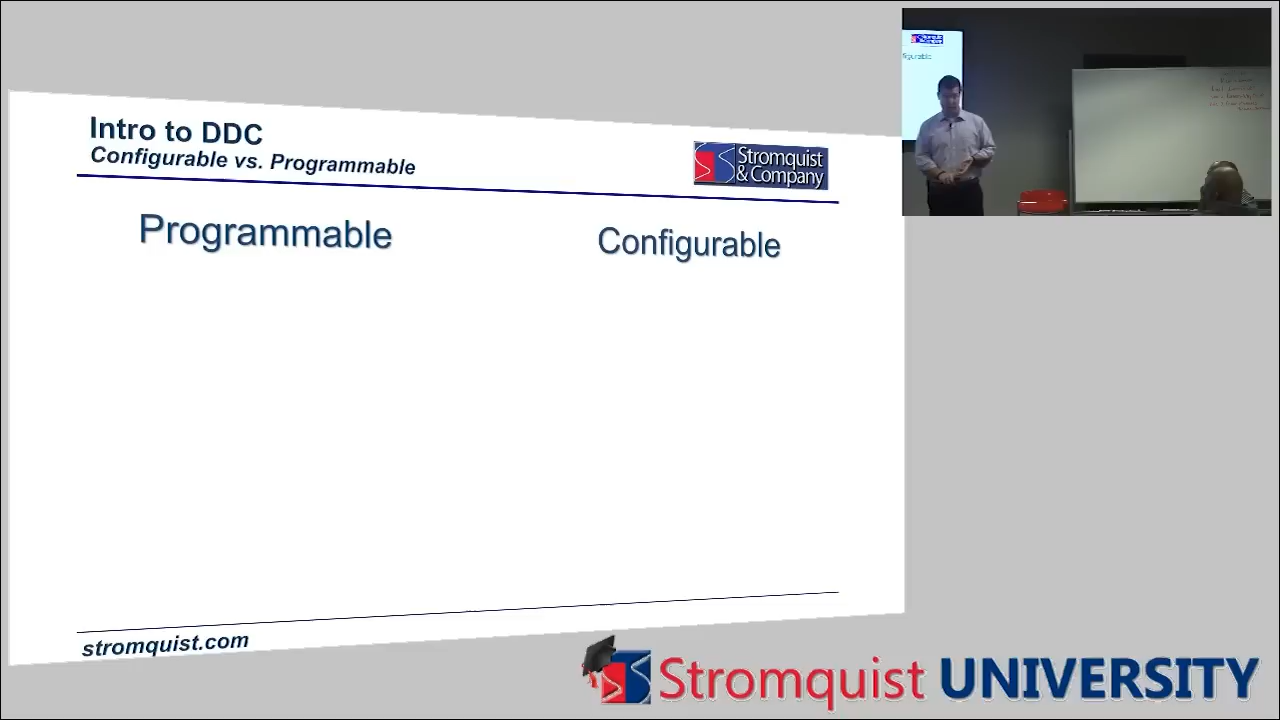 Intro to DDC
Configurable vs. Programmable
Stromquist
& Company
Programmable
Configurable
stromquist.com
Stromquist UNIVERSITY